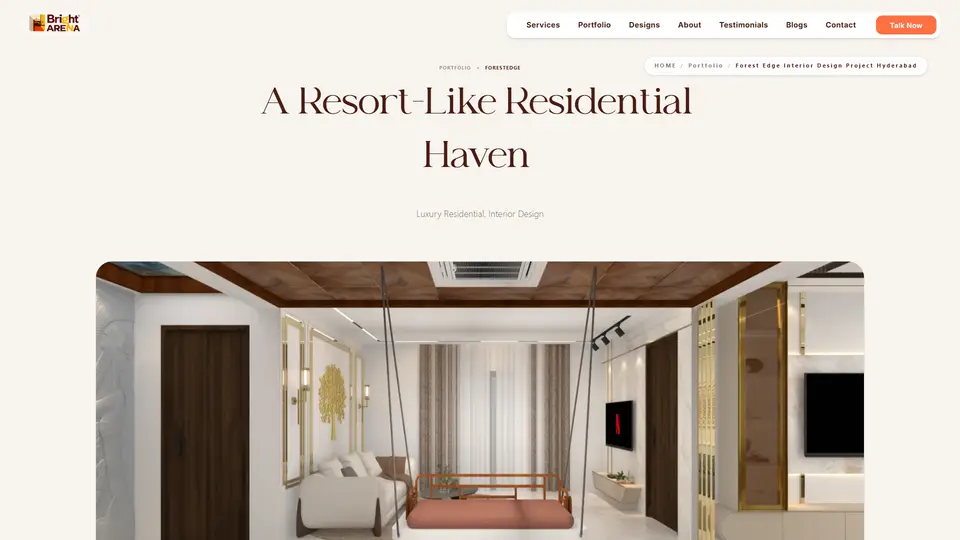 Bright
ARENA
Services Portfolio Designs About Testimonials Blogs Contact Talk Now
PORTFOLIO • FORESTEDGE
HOME / Portfolio / Forest Edge Interior Design Project Hyderabad
A Resort-Like Residential
Haven
Luxury Residential, Interior Design
N